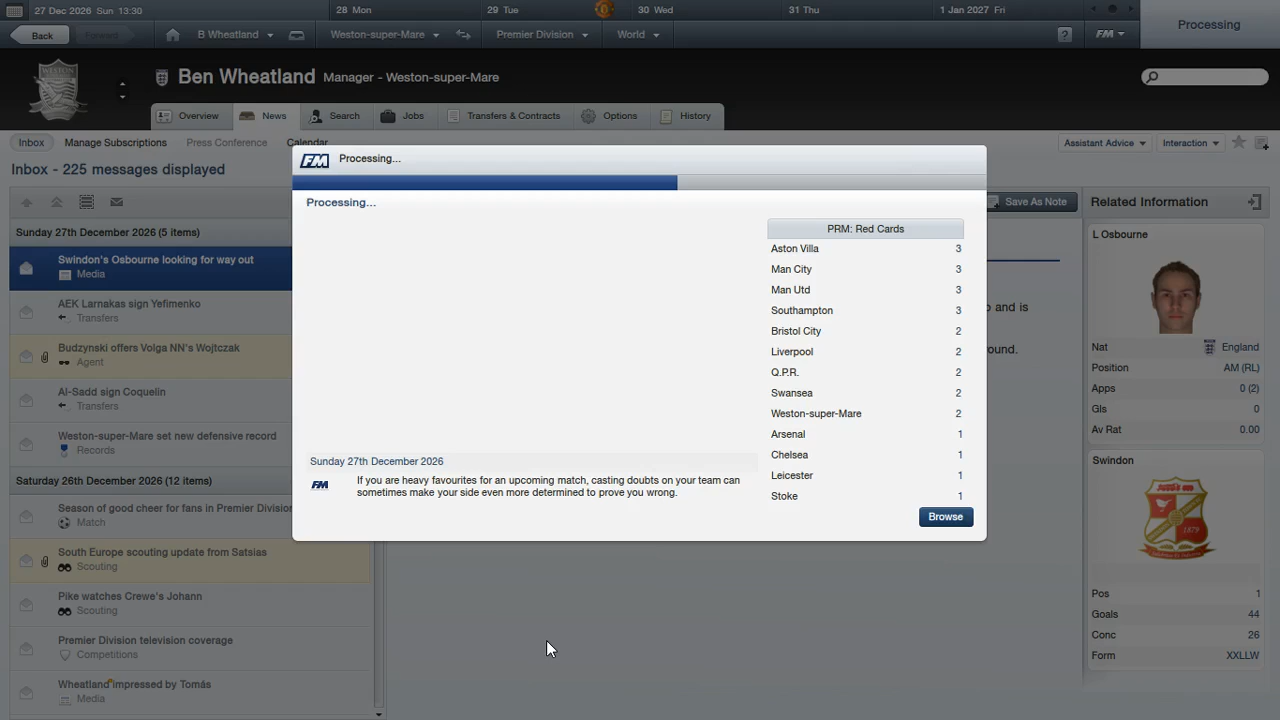 27 Dec 2026 Sun 13:30
28 Mon
29 Tue
30 Wed
31 Thu
1 Jan 2027 Fri
Processing
Back
Forward
B Wheatland
Weston-super-Mare
Premier Division
World
?
FM
WESTON
Ben Wheatland Manager - Weston-super-Mare
Overview
News
Search
Jobs
Transfers & Contracts
Options
History
Inbox
Manage Subscriptions
Press Conference
Calendar
Assistant Advice
Interaction
Inbox - 225 messages displayed
Save As Note
Related Information
Sunday 27th December 2026 (5 items)
Swindon's Osbourne looking for way out
Media
AEK Larnakas sign Yefimenko
Transfers
Budzynski offers Volga NN's Wojtczak
Agent
Al-Sadd sign Coquelin
Transfers
Weston-super-Mare set new defensive record
Records
Saturday 26th December 2026 (12 items)
Season of good cheer for fans in Premier Division
Match
South Europe scouting update from Satsias
Scouting
Pike watches Crewe's Johann
Scouting
Premier Division television coverage
Competitions
Wheatland impressed by Tomás
Media
FM Processing...
Processing...
PRM: Red Cards
Aston Villa 3
Man City 3
Man Utd 3
Southampton 3
Bristol City 2
Liverpool 2
Q.P.R. 2
Swansea 2
Weston-super-Mare 2
Arsenal 1
Chelsea 1
Leicester 1
Stoke 1
Sunday 27th December 2026
FM
If you are heavy favourites for an upcoming match, casting doubts on your team can
sometimes make your side even more determined to prove you wrong.
Browse
and is
ound.
L Osbourne
Nat England
Position AM (RL)
Apps 0 (2)
Gls 0
Av Rat 0.00
Swindon
1879
Pos 1
Goals 44
Conc 26
Form XXLLW